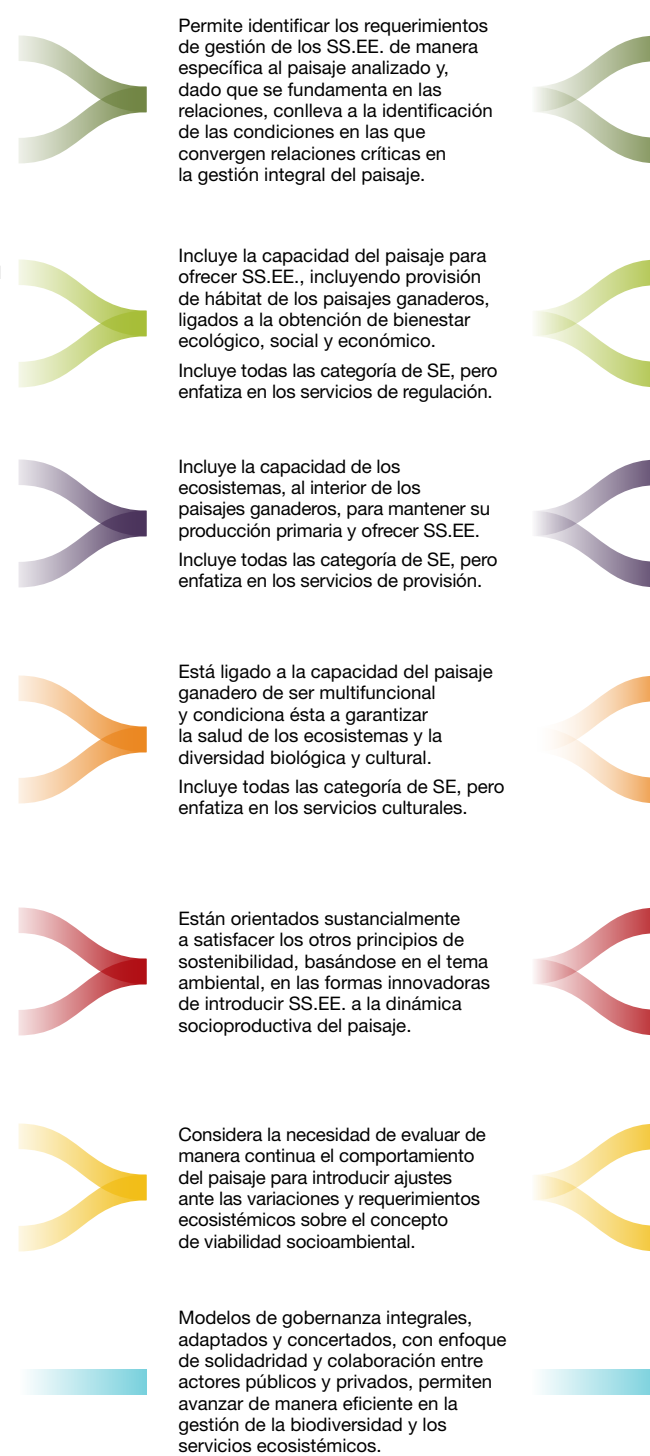 Permite identificar los requerimientos
de gestión de los SS.EE. de manera
específica al paisaje analizado y,
dado que se fundamenta en las
relaciones, conlleva a la identificación
de las condiciones en las que
convergen relaciones críticas en
la gestión integral del paisaje.
Incluye la capacidad del paisaje para
ofrecer SS.EE., incluyendo provisión
de hábitat de los paisajes ganaderos,
ligados a la obtención de bienestar
ecológico, social y económico.
Incluye todas las categoría de SE, pero
enfatiza en los servicios de regulación.
Incluye la capacidad de los
ecosistemas, al interior de los
paisajes ganaderos, para mantener su
producción primaria y ofrecer SS.EE.
Incluye todas las categoría de SE, pero
enfatiza en los servicios de provisión.
Está ligado a la capacidad del paisaje
ganadero de ser multifuncional
y condiciona ésta a garantizar
la salud de los ecosistemas y la
diversidad biológica y cultural.
Incluye todas las categoría de SE, pero
enfatiza en los servicios culturales.
Están orientados sustancialmente
a satisfacer los otros principios de
sostenibilidad, basándose en el tema
ambiental, en las formas innovadoras
de introducir SS.EE. a la dinámica
socioproductiva del paisaje.
Considera la necesidad de evaluar de
manera continua el comportamiento
del paisaje para introducir ajustes
ante las variaciones y requerimientos
ecosistémicos sobre el concepto
de viabilidad socioambiental.
Modelos de gobernanza integrales,
adaptados y concertados, con enfoque
de solidadridad y colaboración entre
actores públicos y privados, permiten
avanzar de manera eficiente en la
gestión de la biodiversidad y los
servicios ecosistémicos.